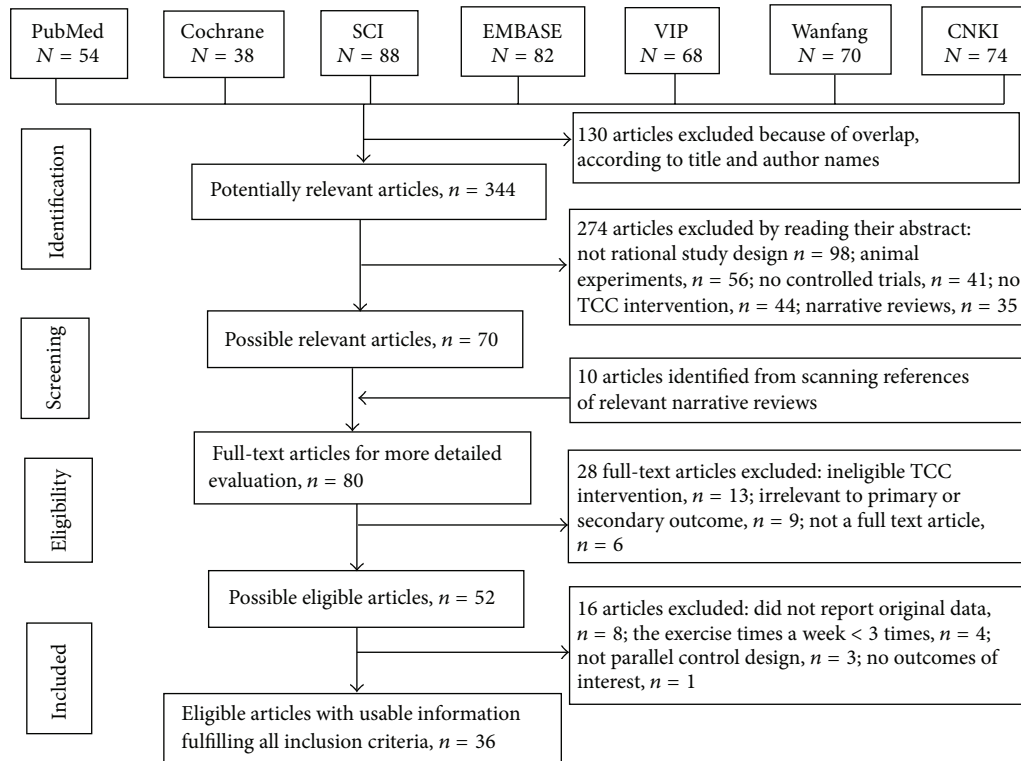 PubMed
N = 54
Cochrane
N = 38
SCI
N = 88
EMBASE
N = 82
VIP
N = 68
Wanfang
N = 70
CNKI
N = 74
Identification
130 articles excluded because of overlap,
according to title and author names
Potentially relevant articles, n = 344
274 articles excluded by reading their abstract:
not rational study design n = 98; animal
experiments, n = 56; no controlled trials, n = 41; no
TCC intervention, n = 44; narrative reviews, n = 35
Screening
Possible relevant articles, n = 70
10 articles identified from scanning references
of relevant narrative reviews
Full-text articles for more detailed
evaluation, n = 80
Eligibility
28 full-text articles excluded: ineligible TCC
intervention, n = 13; irrelevant to primary or
secondary outcome, n = 9; not a full text article,
n = 6
Possible eligible articles, n = 52
Included
16 articles excluded: did not report original data,
n = 8; the exercise times a week < 3 times, n = 4;
not parallel control design, n = 3; no outcomes of
interest, n = 1
Eligible articles with usable information
fulfilling all inclusion criteria, n = 36